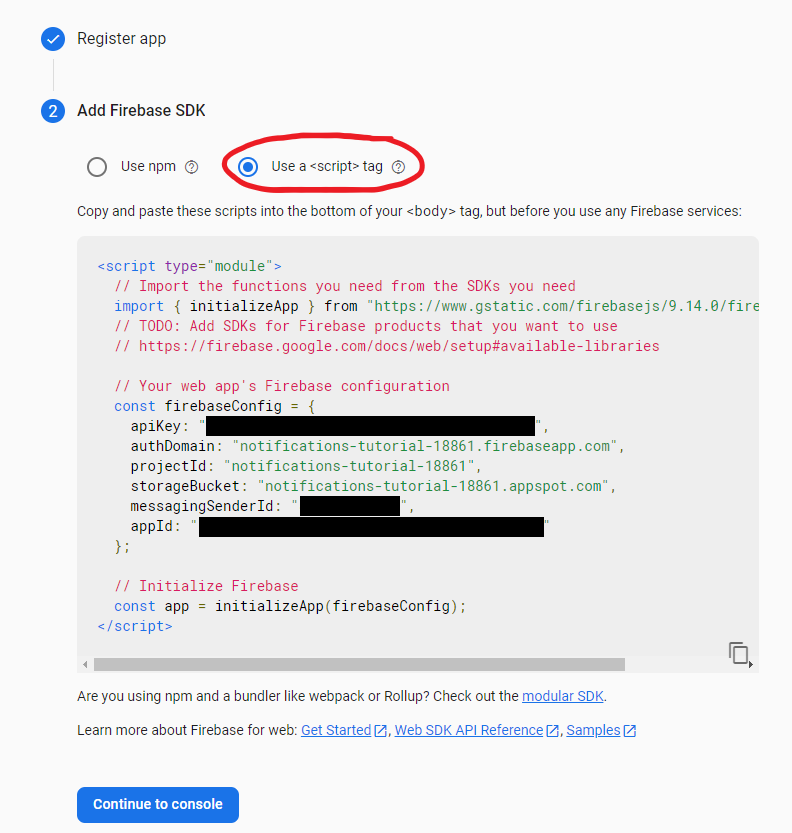 Register app
2 Add Firebase SDK
Use npm ? Use a <script> tag ?
Copy and paste these scripts into the bottom of your <body> tag, but before you use any Firebase services:
<script type="module">
// Import the functions you need from the SDKs you need
import { initializeApp } from "https://www.gstatic.com/firebasejs/9.14.0/fire
// TODO: Add SDKs for Firebase products that you want to use
// https://firebase.google.com/docs/web/setup#available-libraries
// Your web app's Firebase configuration
const firebaseConfig = {
apiKey: "",
authDomain: "notifications-tutorial-18861.firebaseapp.com",
projectId: "notifications-tutorial-18861",
storageBucket: "notifications-tutorial-18861.appspot.com",
messagingSenderId: "",
appId: ""
};
// Initialize Firebase
const app = initializeApp(firebaseConfig);
</script>
Are you using npm and a bundler like webpack or Rollup? Check out the modular SDK.
Learn more about Firebase for web: Get Started, Web SDK API Reference, Samples
Continue to console